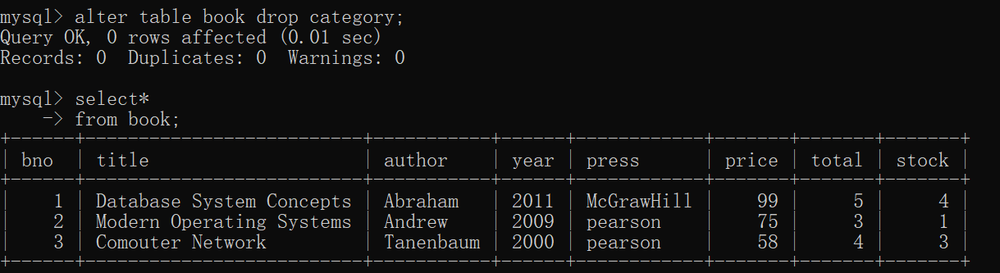 mysql> alter table book drop category;
Query OK, 0 rows affected (0.01 sec)
Records: 0  Duplicates: 0  Warnings: 0
mysql> select*
    -> from book;
+------+--------------------------+-----------+------+------------+-------+-------+-------+
| bno  | title                    | author    | year | press      | price | total | stock |
+------+--------------------------+-----------+------+------------+-------+-------+-------+
|    1 | Database System Concepts | Abraham   | 2011 | McGrawHill |    99 |     5 |     4 |
|    2 | Modern Operating Systems | Andrew    | 2009 | pearson    |    75 |     3 |     1 |
|    3 | Comouter Network         | Tanenbaum | 2000 | pearson    |    58 |     4 |     3 |
+------+--------------------------+-----------+------+------------+-------+-------+-------+